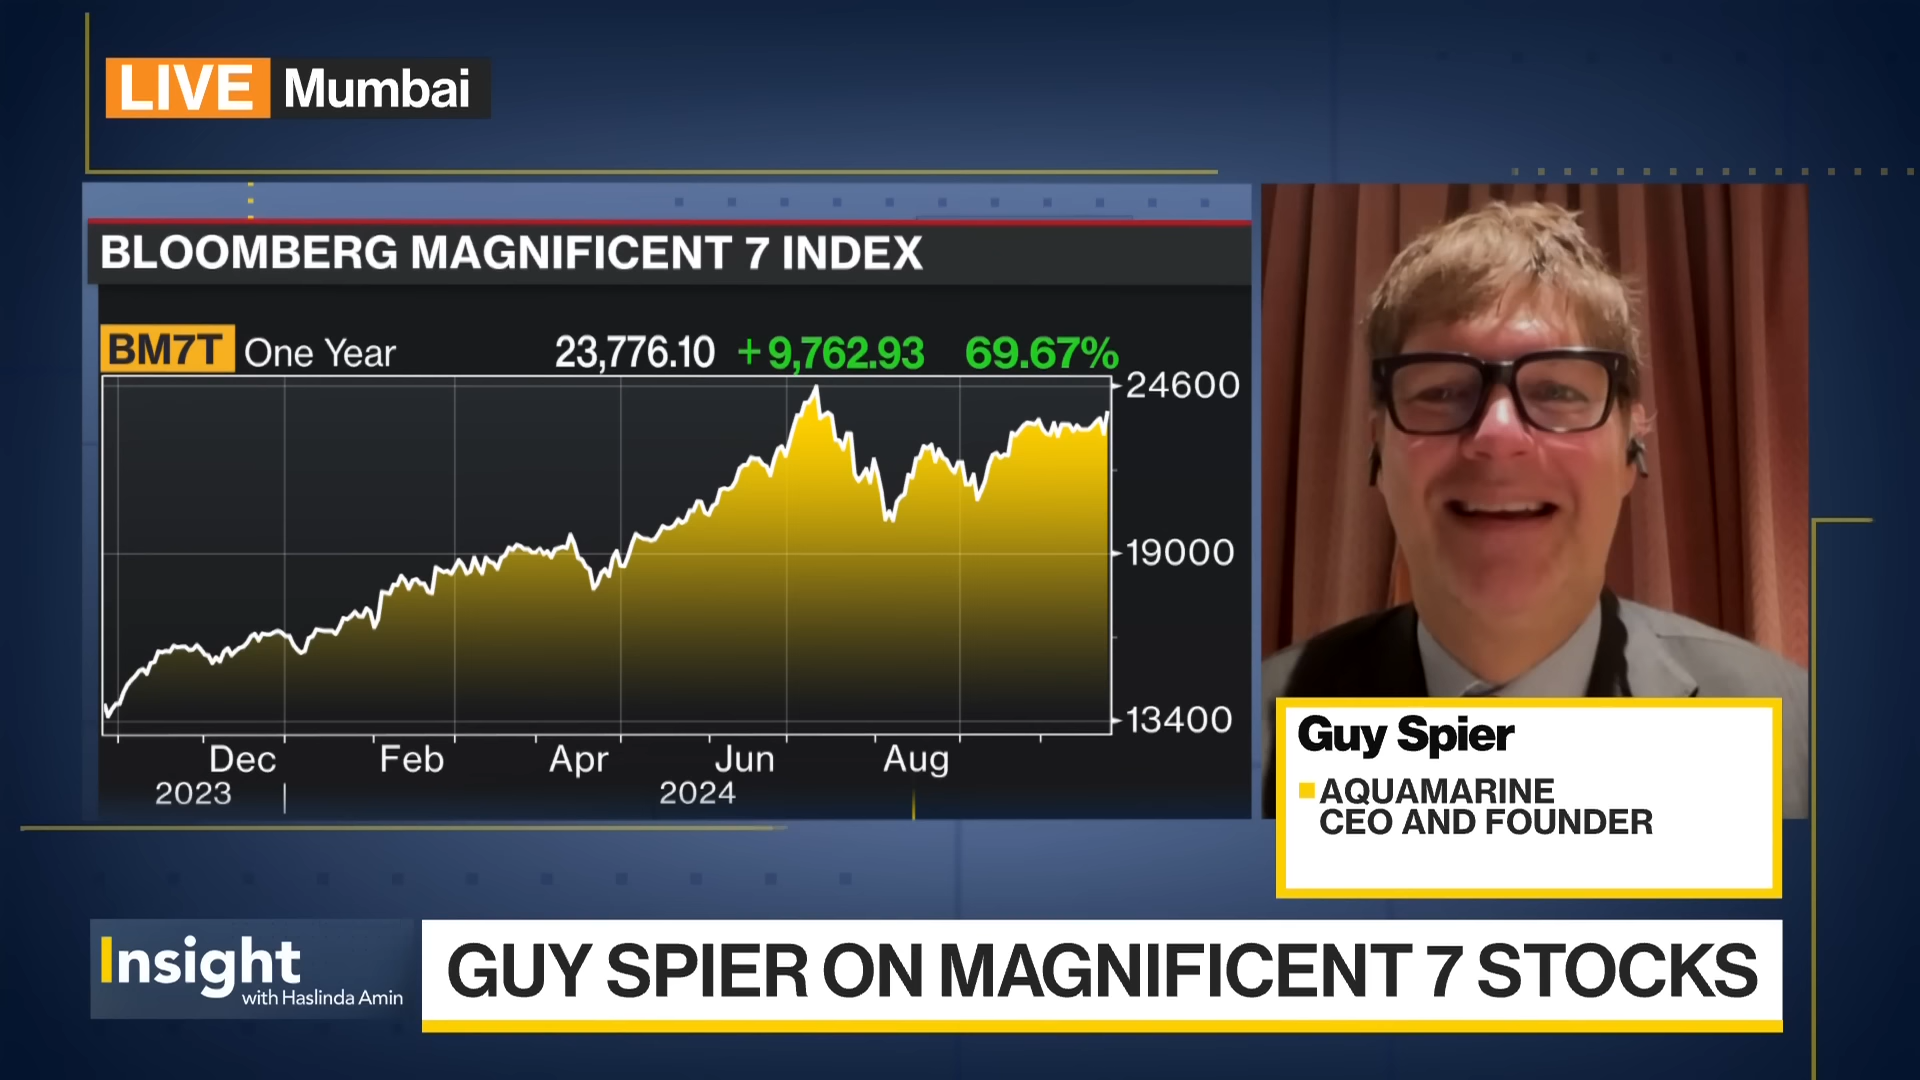 LIVE Mumbai
BLOOMBERG MAGNIFICENT 7 INDEX
BM7T One Year 23,776.10 +9,762.93 69.67%
24600
19000
13400
Dec Feb Apr Jun Aug
2023 2024
Guy Spier
AQUAMARINE
CEO AND FOUNDER
Insight
with Haslinda Amin
GUY SPIER ON MAGNIFICENT 7 STOCKS